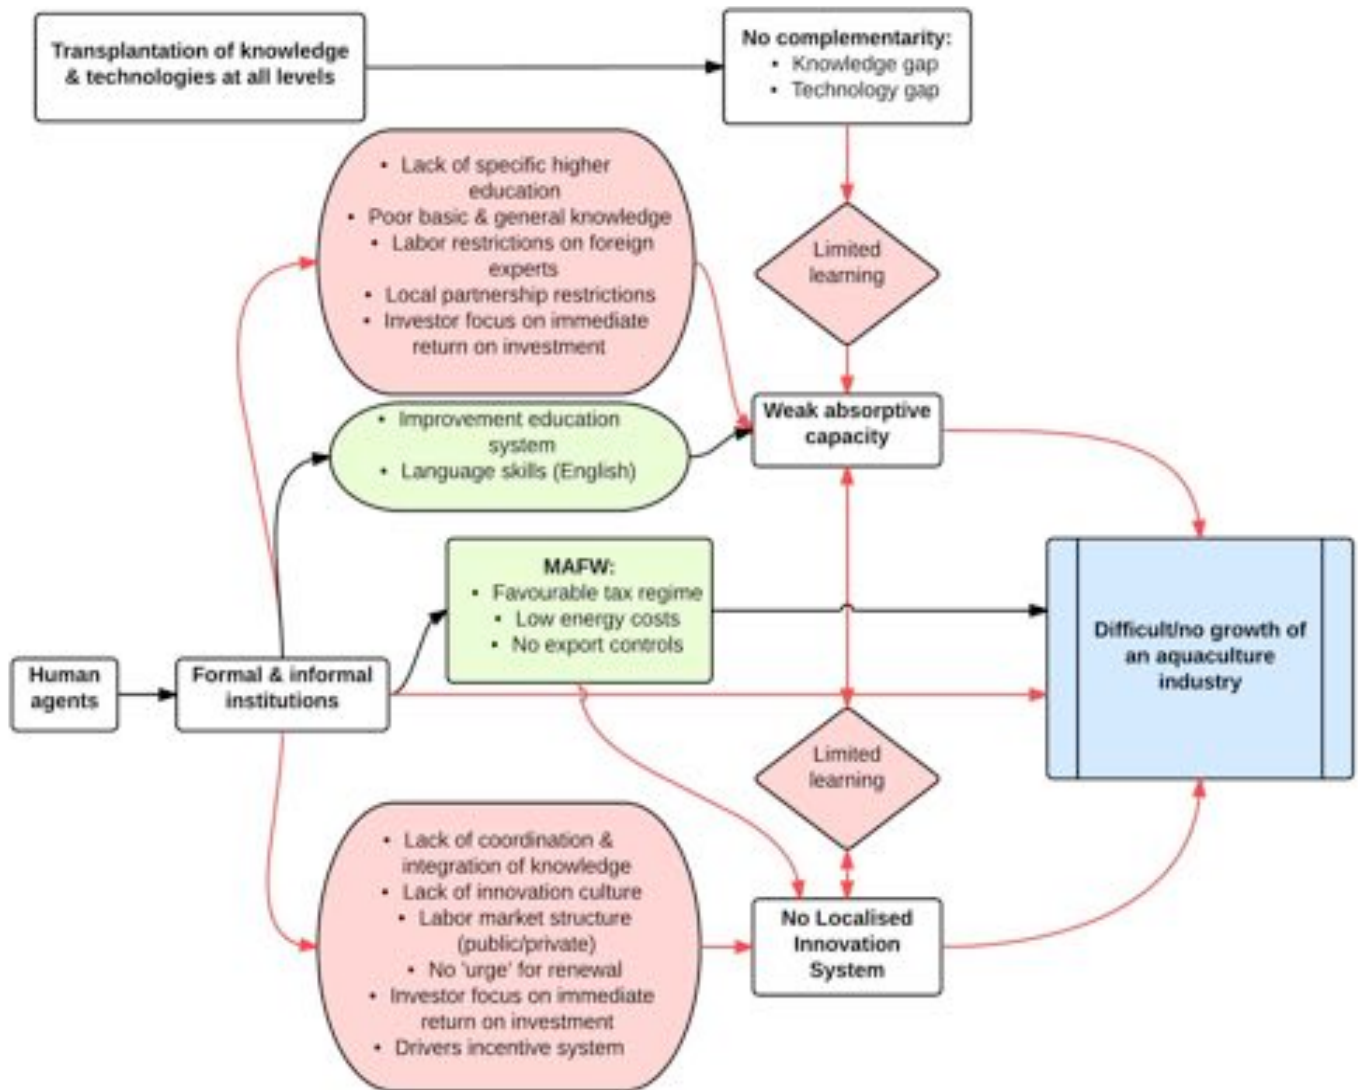 Transplantation of knowledge
& technologies at all levels
No complementarity:
• Knowledge gap
• Technology gap
• Lack of specific higher
education
• Poor basic & general knowledge
• Labor restrictions on foreign
experts
• Local partnership restrictions
• Investor focus on immediate
return on investment
Limited
learning
• Improvement education
system
• Language skills (English)
Weak absorptive
capacity
MAFW:
• Favourable tax regime
• Low energy costs
• No export controls
Difficult/no growth of
an aquaculture
industry
Human
agents
Formal & informal
institutions
Limited
learning
• Lack of coordination &
integration of knowledge
• Lack of innovation culture
• Labor market structure
(public/private)
• No 'urge' for renewal
• Investor focus on immediate
return on investment
• Drivers incentive system
No Localised
Innovation
System